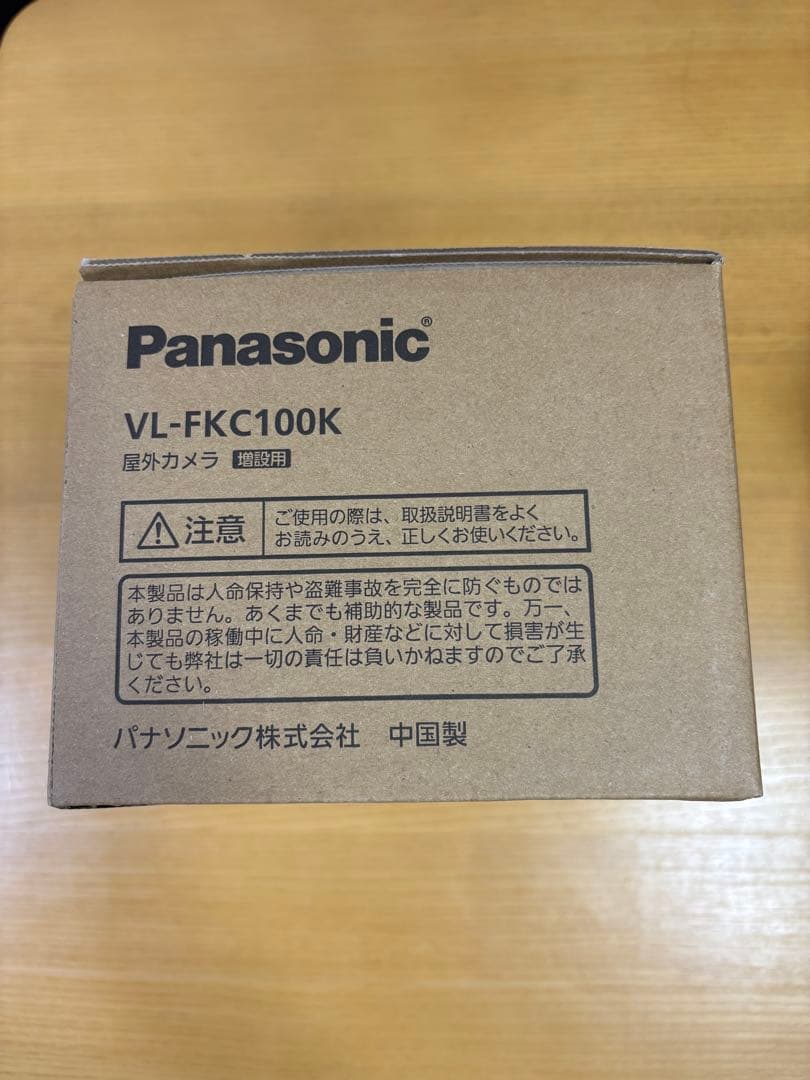 Panasonic®
VL-FKC100K
屋外カメラ 増設用
注意
ご使用の際は、取扱説明書をよく
お読みのうえ、正しくお使いください。
本製品は人命保持や盗難事故を完全に防ぐものでは
ありません。あくまでも補助的な製品です。万一、
本製品の稼働中に人命・財産などに対して損害が生
じても弊社は一切の責任は負いかねますのでご了承
ください。
パナソニック株式会社 中国製